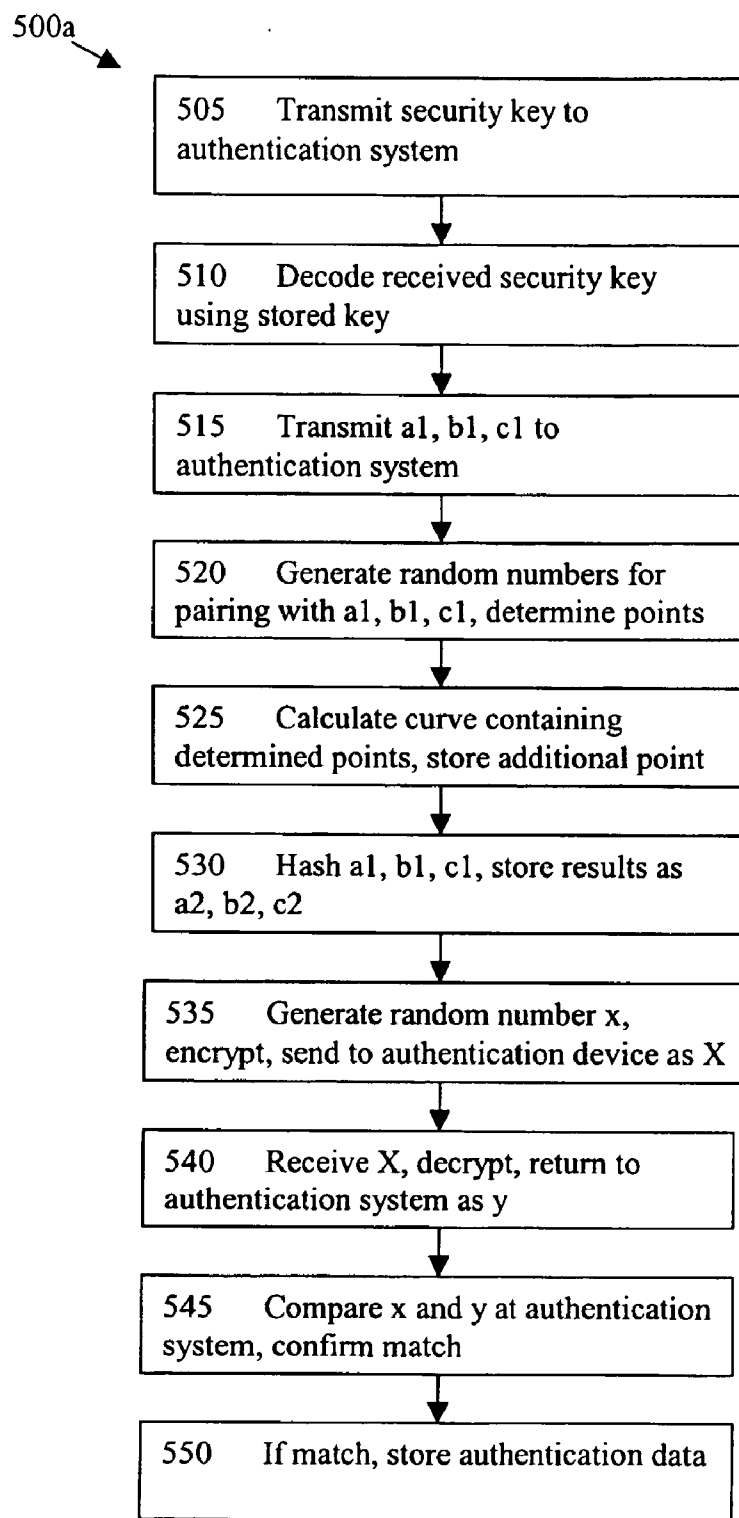 500a
505 Transmit security key to
authentication system
510 Decode received security key
using stored key
515 Transmit a1, b1, c1 to
authentication system
520 Generate random numbers for
pairing with a1, b1, c1, determine points
525 Calculate curve containing
determined points, store additional point
530 Hash a1, b1, c1, store results as
a2, b2, c2
535 Generate random number x,
encrypt, send to authentication device as X
540 Receive X, decrypt, return to
authentication system as y
545 Compare x and y at authentication
system, confirm match
550 If match, store authentication data